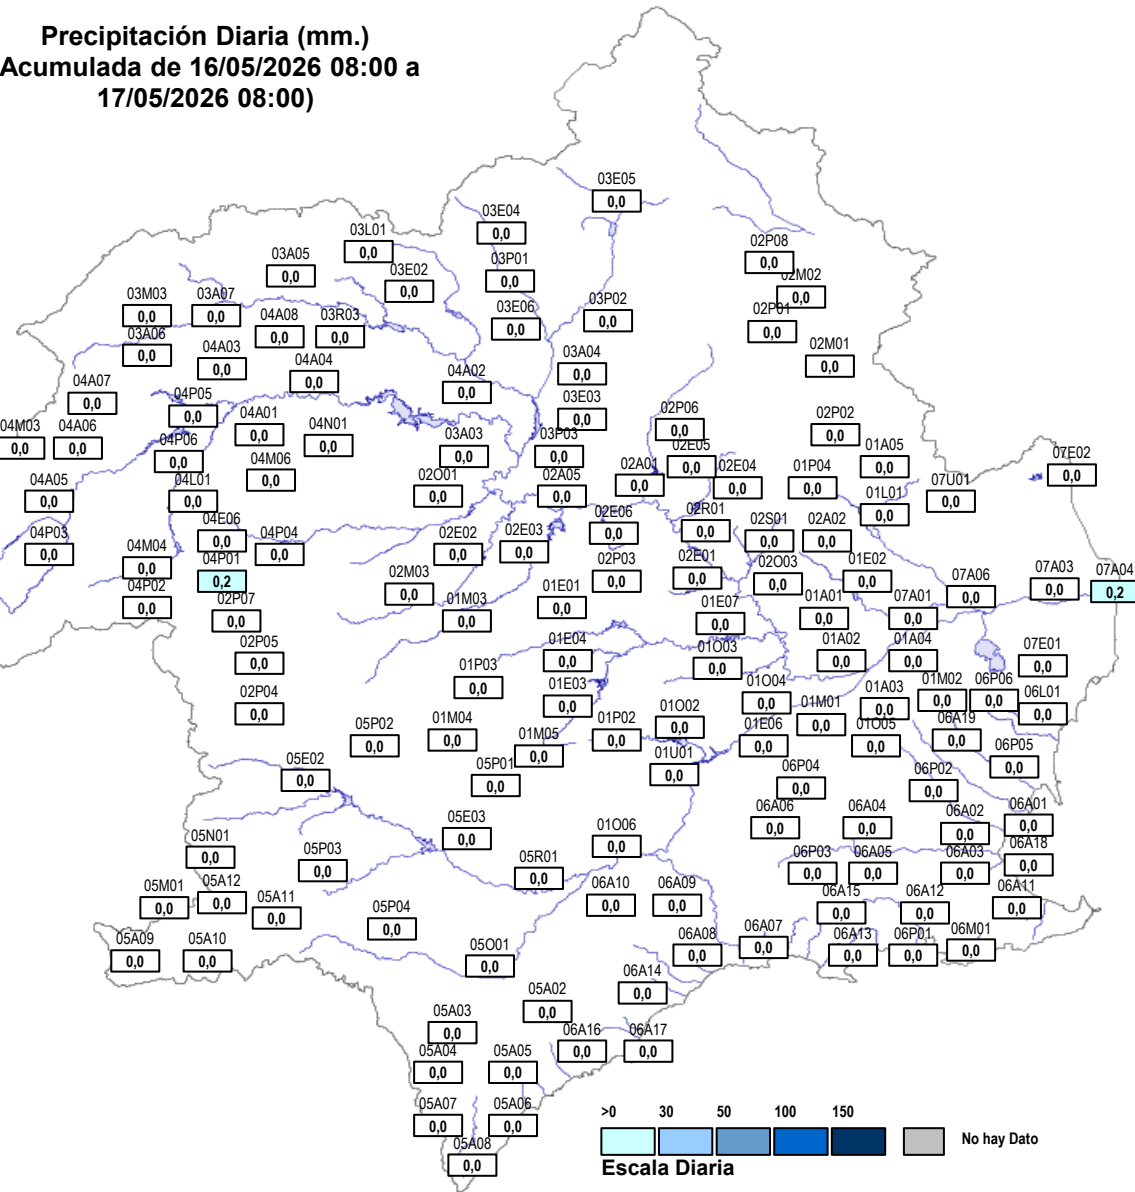 Precipitación Diaria (mm.)
Acumulada de 16/05/2026 08:00 a
17/05/2026 08:00)
03E05
0,0
03E04
0,0
03L01
0,0
02P08
0,0
03A05
0,0
03P01
0,0
03E02
0,0
02M02
0,0
03M03
0,0
03A07
0,0
03P02
0,0
04A08
0,0
03R03
0,0
03E06
0,0
02P01
0,0
03A06
0,0
04A03
0,0
04A04
0,0
03A04
0,0
02M01
0,0
04A07
0,0
04A02
0,0
04P05
0,0
03E03
0,0
04M03
0,0
04A06
0,0
04A01
0,0
04N01
0,0
02P06
0,0
02P02
0,0
04P06
0,0
03A03
0,0
03P03
0,0
02E05
0,0
01A05
0,0
07E02
0,0
04M06
0,0
02A01
0,0
02E04
0,0
01P04
0,0
04A05
0,0
04L01
0,0
02O01
0,0
02A05
0,0
01L01
0,0
07U01
0,0
04E06
0,0
02E06
0,0
02R01
0,0
02S01
0,0
02A02
0,0
04P03
0,0
04M04
0,0
04P04
0,0
02E02
0,0
02E03
0,0
04P01
0,2
02P03
0,0
02E01
0,0
02O03
0,0
01E02
0,0
07A06
0,0
07A03
0,0
07A04
0,2
04P02
0,0
02P07
0,0
02M03
0,0
01M03
0,0
01E01
0,0
01E07
0,0
01A01
0,0
07A01
0,0
02P05
0,0
01E04
0,0
01O03
0,0
01A02
0,0
01A04
0,0
07E01
0,0
01P03
0,0
01E03
0,0
01O04
0,0
01A03
0,0
01M02
0,0
06P06
0,0
06L01
0,0
02P04
0,0
01O02
0,0
01M01
0,0
05P02
0,0
01M04
0,0
01M05
0,0
01P02
0,0
01E06
0,0
01O05
0,0
06A19
0,0
05E02
0,0
05P01
0,0
01U01
0,0
06P04
0,0
06P02
0,0
06P05
0,0
05N01
0,0
05E03
0,0
01O06
0,0
06A06
0,0
06A04
0,0
06A02
0,0
06A01
0,0
05P03
0,0
05R01
0,0
06P03
0,0
06A05
0,0
06A03
0,0
06A18
0,0
05M01
0,0
05A12
0,0
05A11
0,0
06A10
0,0
06A09
0,0
06A15
0,0
06A12
0,0
06A11
0,0
05P04
0,0
05A09
0,0
05A10
0,0
05O01
0,0
06A08
0,0
06A07
0,0
06A13
0,0
06P01
0,0
06M01
0,0
06A14
0,0
05A02
0,0
05A03
0,0
06A16
0,0
06A17
0,0
05A04
0,0
05A05
0,0
05A07
0,0
05A06
0,0
05A08
0,0
>0 30 50 100 150
No hay Dato
Escala Diaria